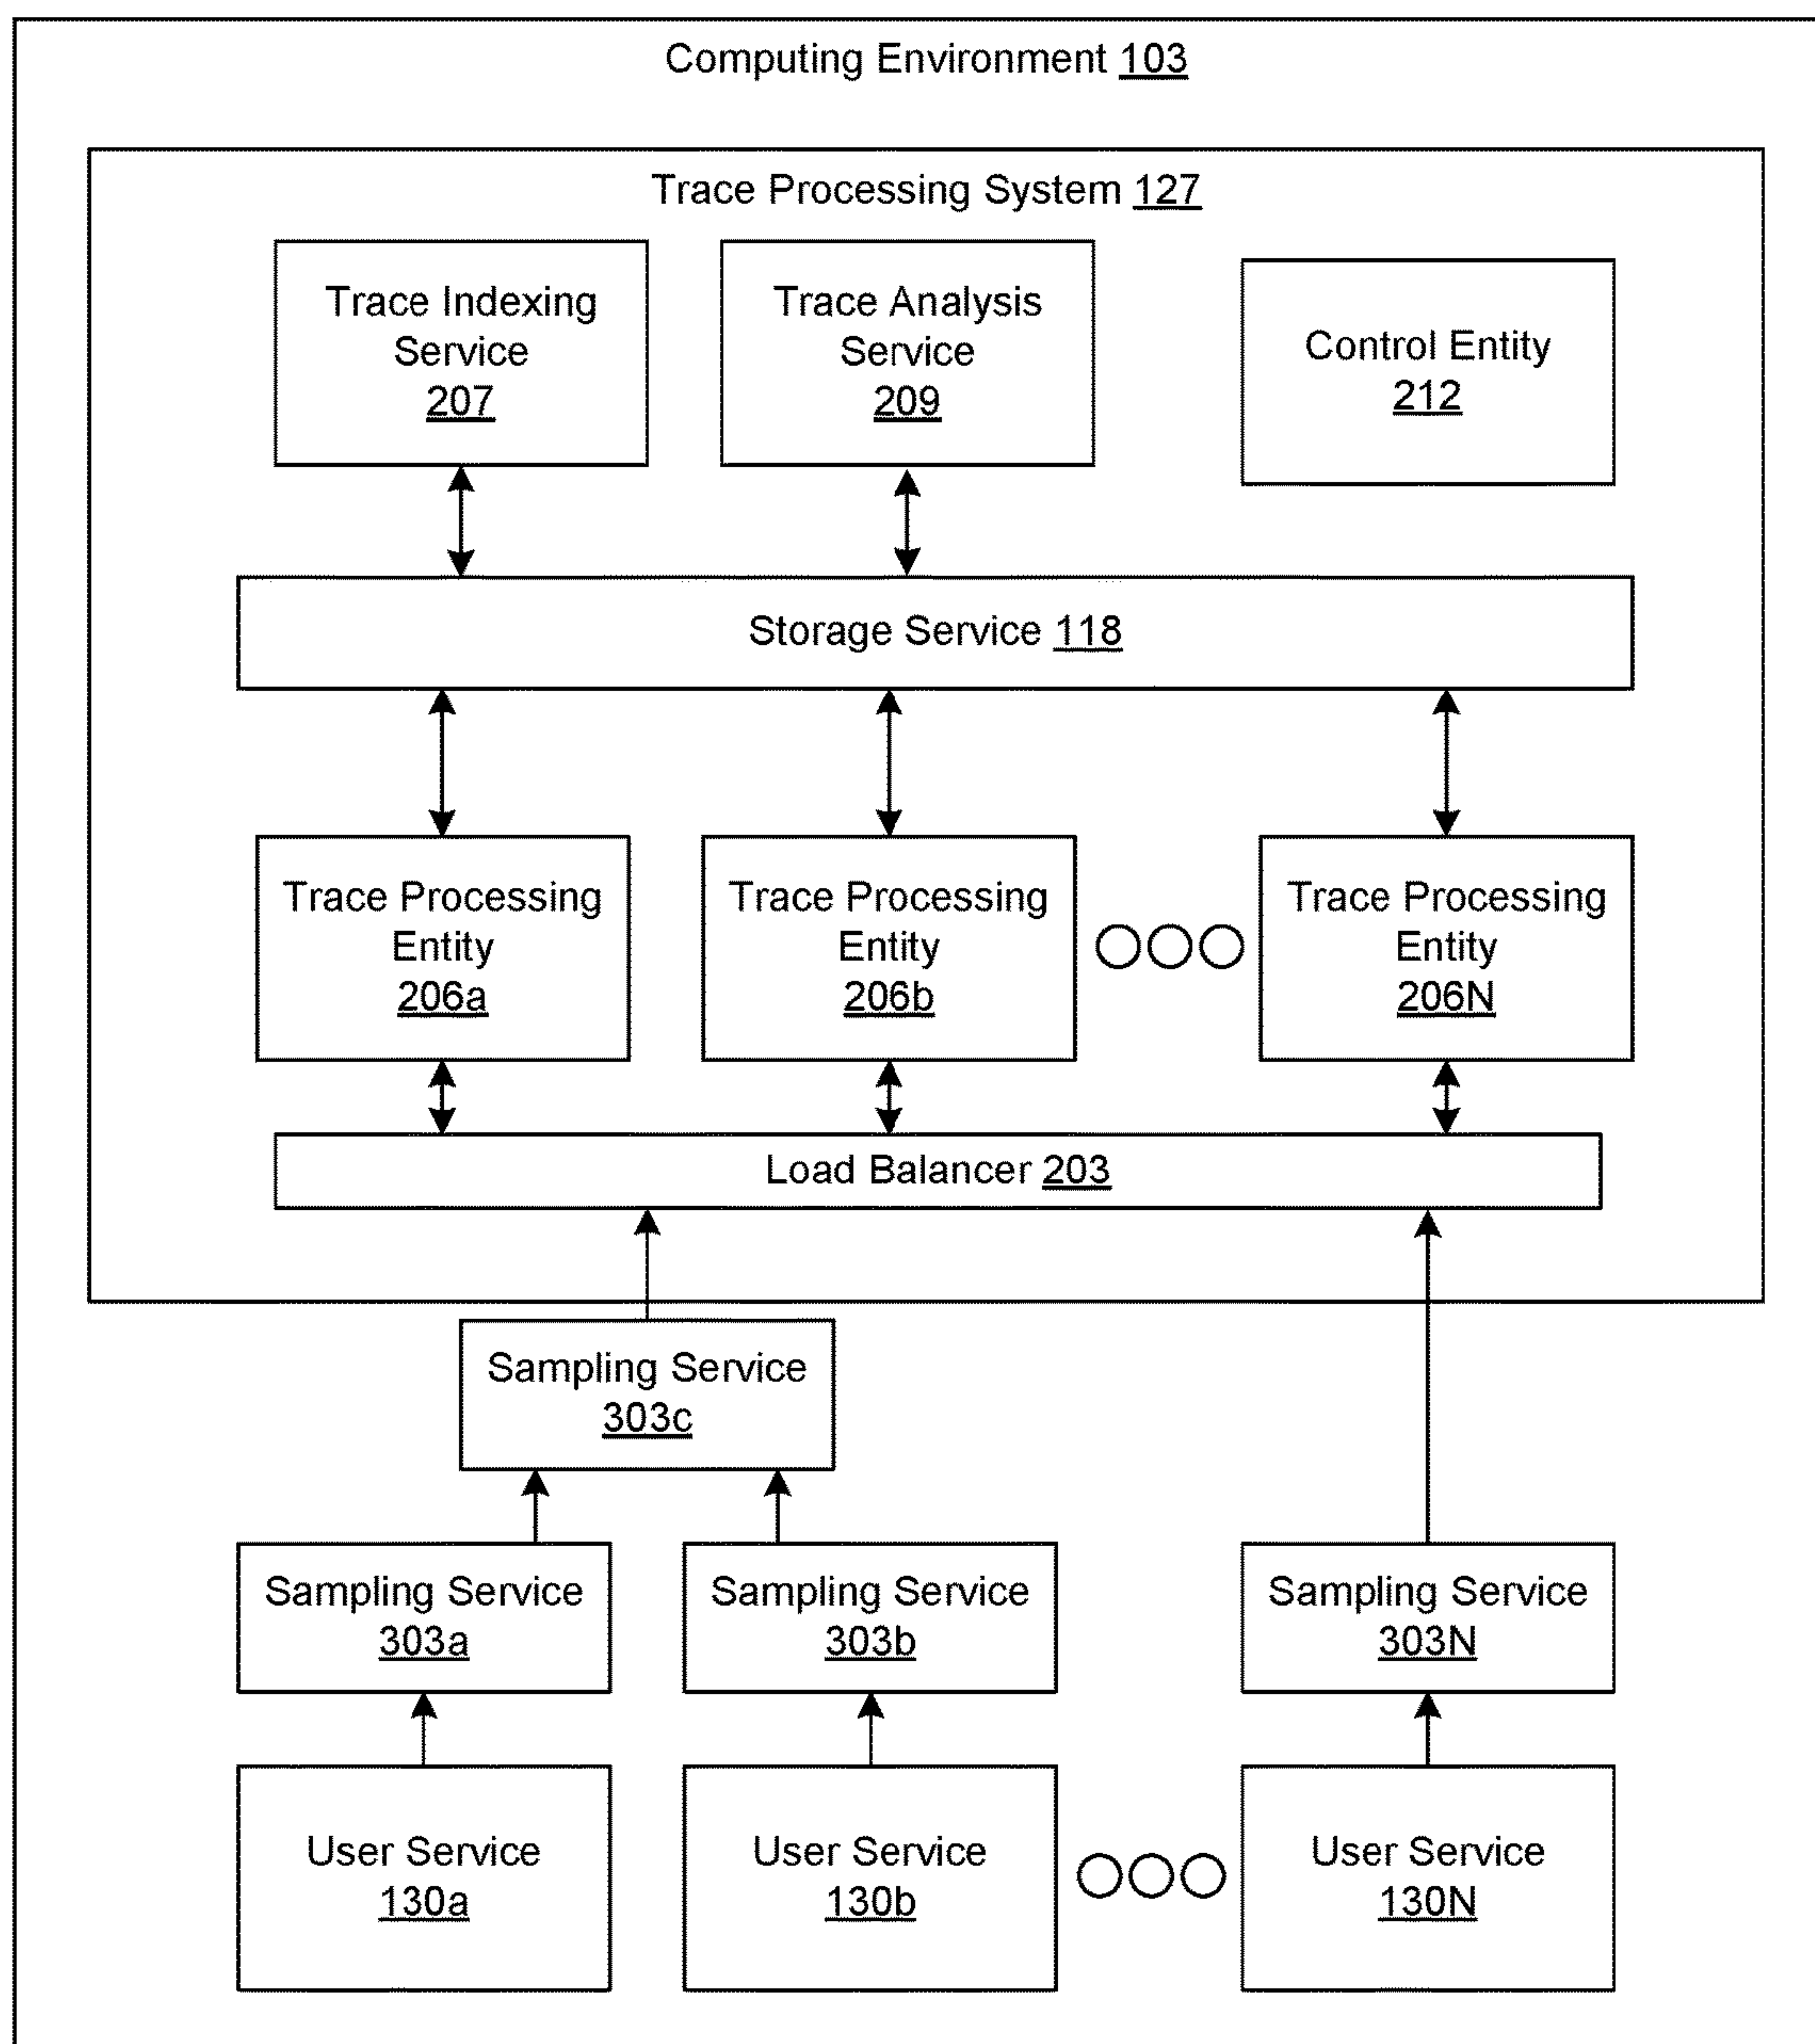 Computing Environment 103
Trace Processing System 127
Trace Indexing
Service
207
Trace Analysis
Service
209
Control Entity
212
Storage Service 118
Trace Processing
Entity
206a
Trace Processing
Entity
206b
Trace Processing
Entity
206N
Load Balancer 203
Sampling Service
303c
Sampling Service
303a
Sampling Service
303b
Sampling Service
303N
User Service
130a
User Service
130b
User Service
130N